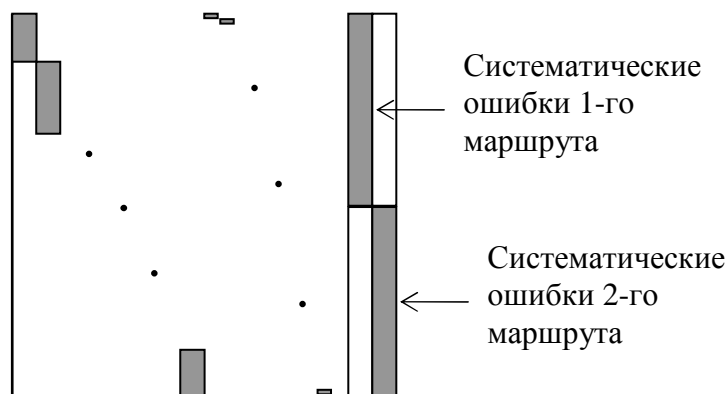 Систематические
ошибки 1-го
маршрута
Систематические
ошибки 2-го
маршрута